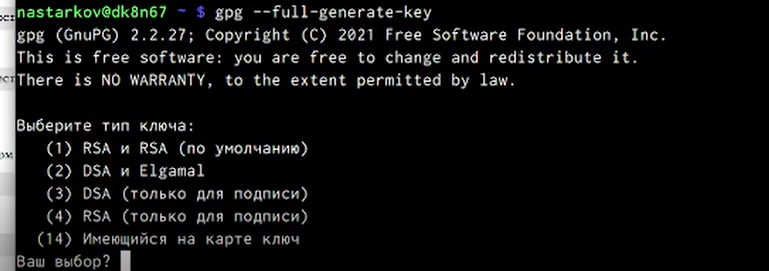 nastarkov@dk8n67 ~ $ gpg --full-generate-key
gpg (GnuPG) 2.2.27; Copyright (C) 2021 Free Software Foundation, Inc.
This is free software: you are free to change and redistribute it.
There is NO WARRANTY, to the extent permitted by law.
Выберите тип ключа:
(1) RSA и RSA (по умолчанию)
(2) DSA и Elgamal
(3) DSA (только для подписи)
(4) RSA (только для подписи)
(14) Имеющийся на карте ключ
Ваш выбор?